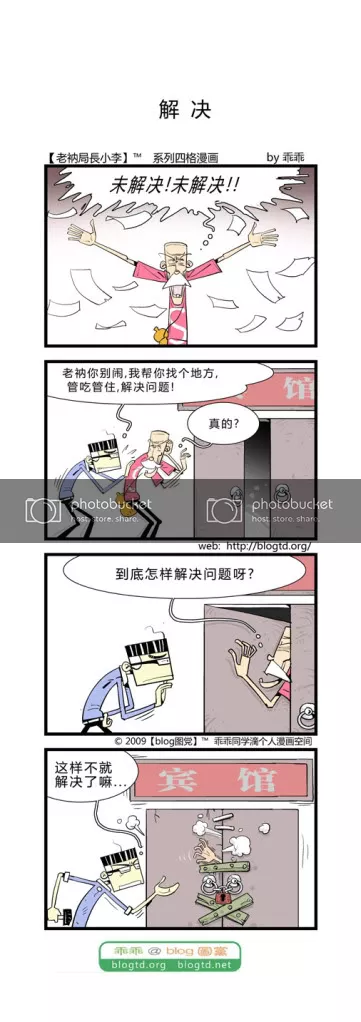 解 决
【老衲局長小李】™ 系列四格漫画 by 乖乖
未解决!未解决!!
老衲你别闹,我帮你找个地方,
管吃管住,解决问题!
真的?
宾 馆
photobucket
host. store. share.
photobucket
host. store. share.
web: http://blogtd.org/
到底怎样解决问题呀?
© 2009【blog图党】™ 乖乖同学滴个人漫画空间
这样不就
解决了嘛...
宾 馆
乖乖 @ blog 图党
blogtd.org blogtd.net